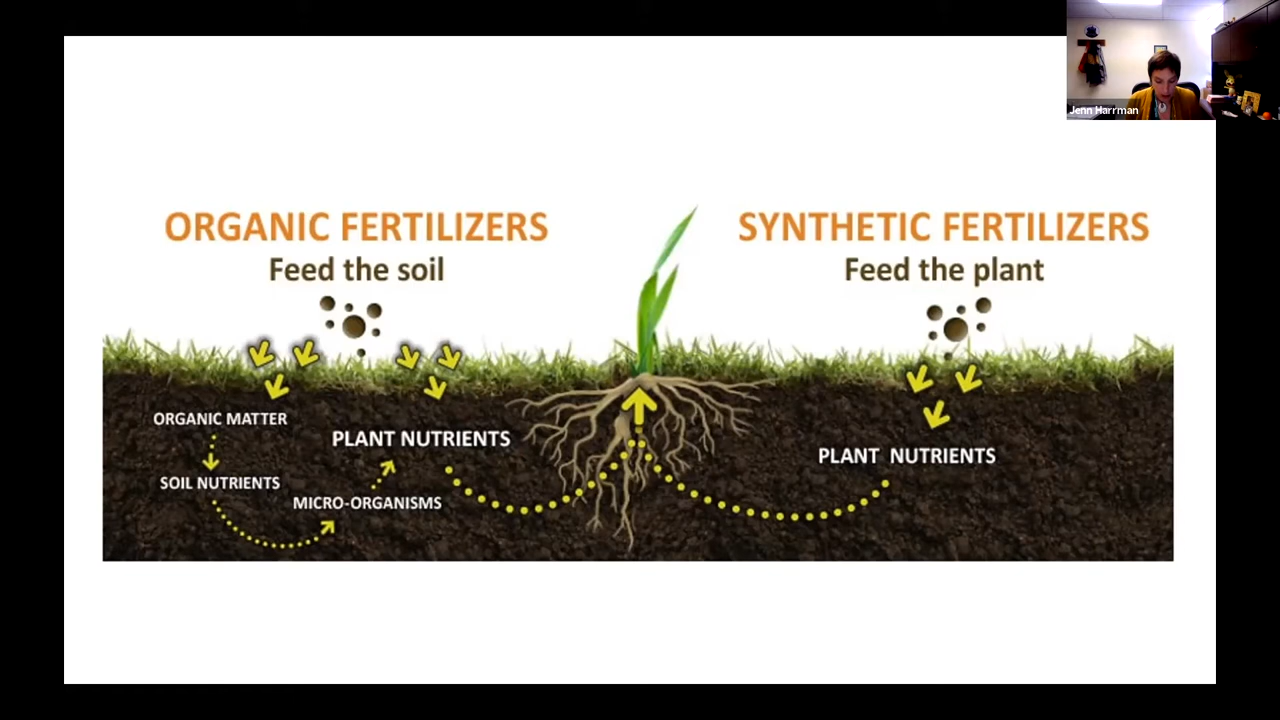 Jenn Harrman
ORGANIC FERTILIZERS
Feed the soil
SYNTHETIC FERTILIZERS
Feed the plant
ORGANIC MATTER
SOIL NUTRIENTS
MICRO-ORGANISMS
PLANT NUTRIENTS
PLANT NUTRIENTS